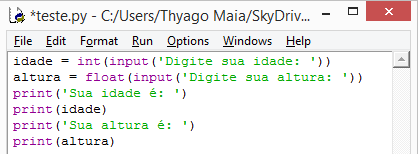 *teste.py - C:/Users/Thyago Maia/SkyDriv...
File Edit Format Run Options Windows Help
idade = int(input('Digite sua idade: '))
altura = float(input('Digite sua altura: '))
print('Sua idade é: ')
print(idade)
print('Sua altura é: ')
print(altura)